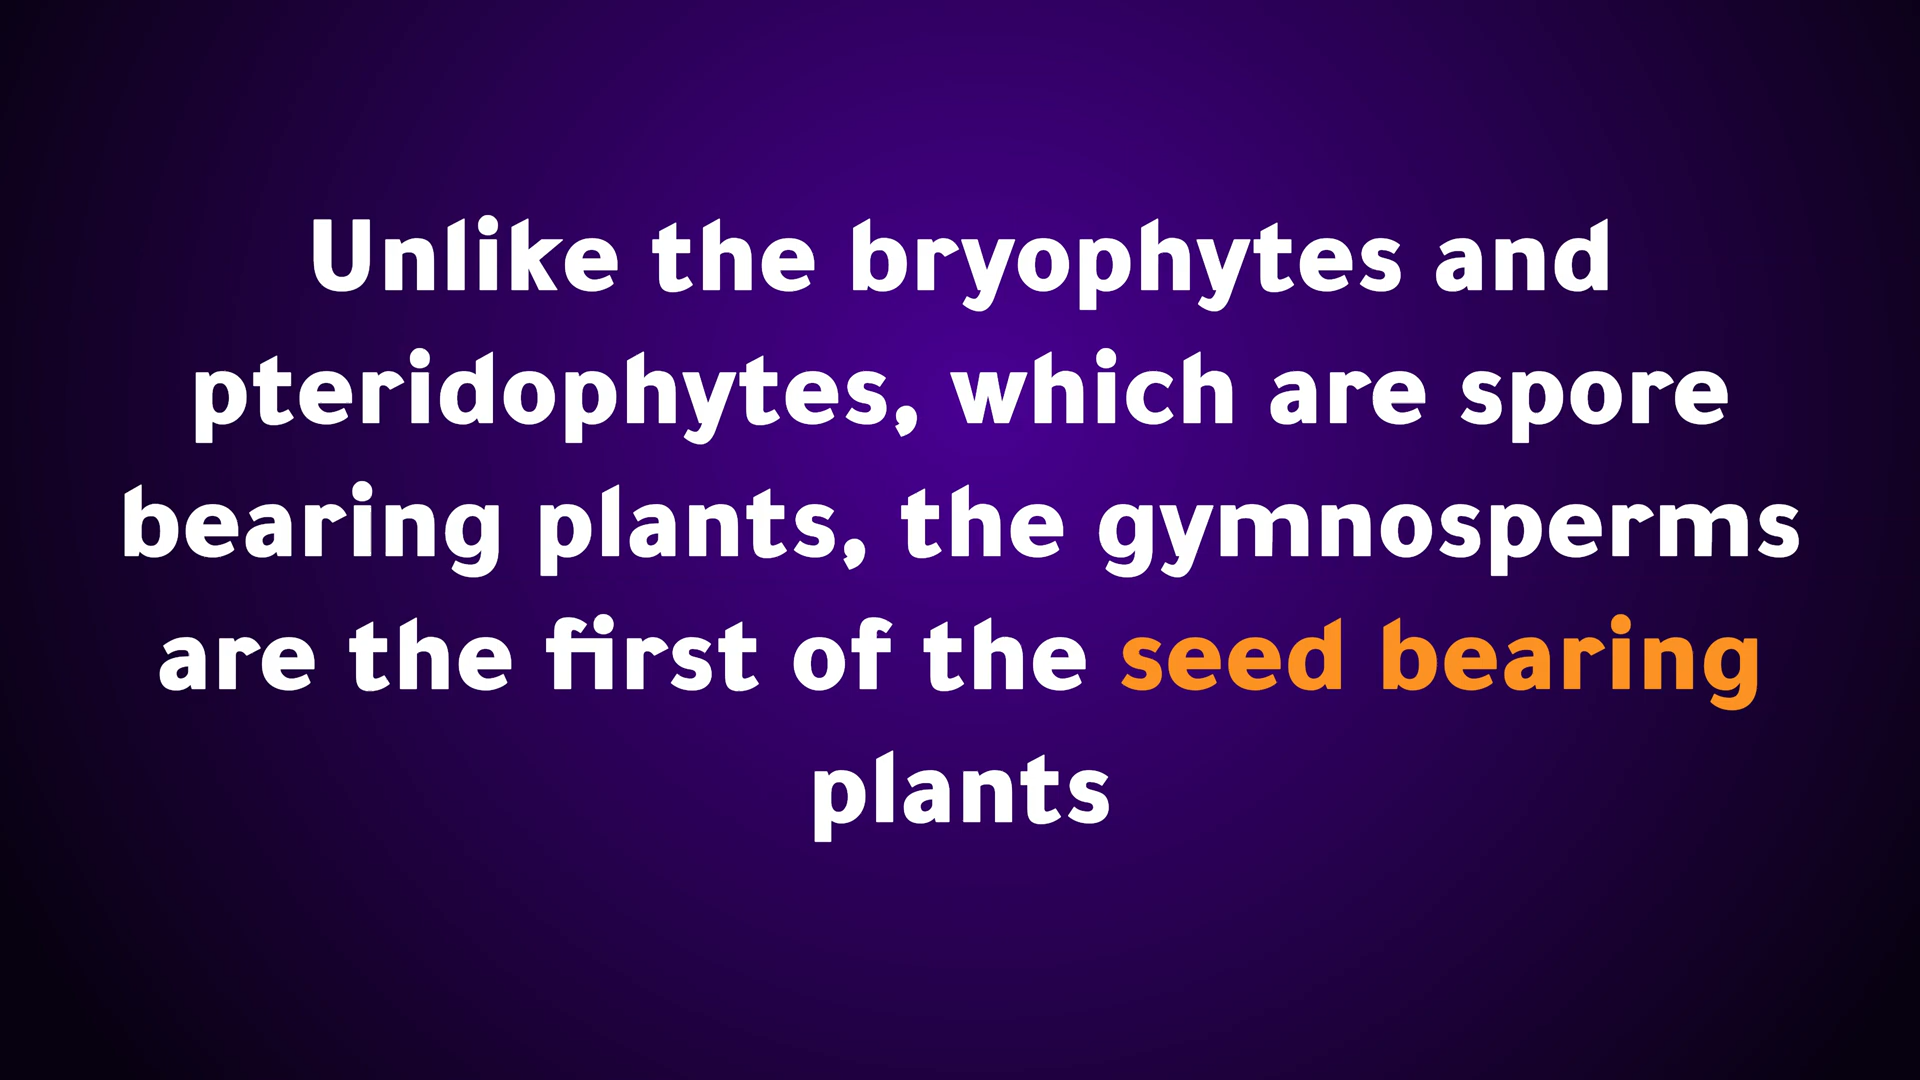 Unlike the bryophytes and
pteridophytes, which are spore
bearing plants, the gymnosperms
are the first of the seed bearing
plants